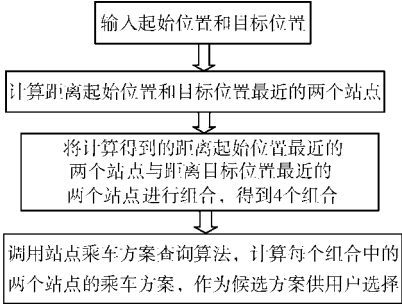 输入起始位置和目标位置
计算距离起始位置和目标位置最近的两个站点
将计算得到的距离起始位置最近的
两个站点与距离目标位置最近的
两个站点进行组合，得到4个组合
调用站点乘车方案查询算法，计算每个组合中的
两个站点的乘车方案，作为候选方案供用户选择